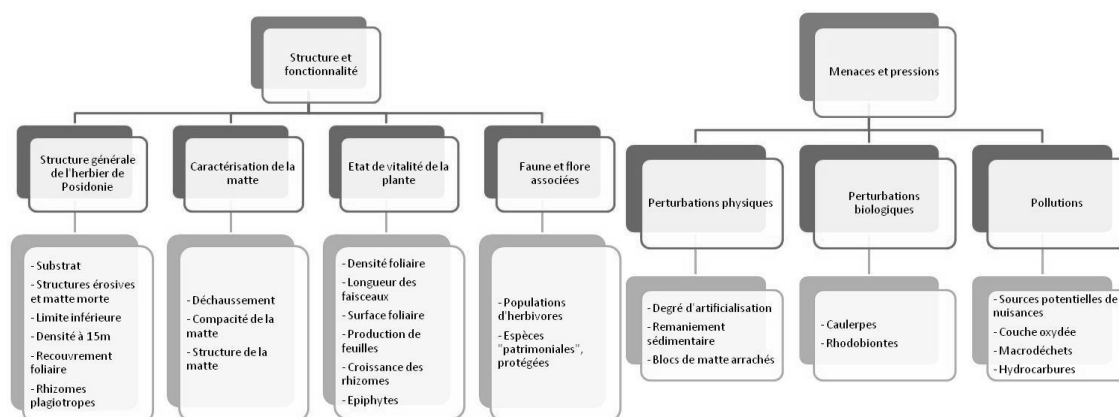 Structure et
fonctionnalité
Menaces et pressions
Structure générale
de l'herbier de
Posidonie
Caractérisation de la
matte
Etat de vitalité de la
plante
Faune et flore
associées
Perturbations physiques
Perturbations
biologiques
Pollutions
- Substrat
- Structures érosives
et matte morte
- Limite inférieure
- Densité à 15m
- Recouvrement
foliaire
- Rhizomes
plagiotropes
- Déchaussement
- Compacité de la
matte
- Structure de la
matte
- Densité foliaire
- Longueur des
faisceaux
- Surface foliaire
- Production de
feuilles
- Croissance des
rhizomes
- Epiphytes
- Populations
d'herbivores
- Espèces
"patrimoniales",
protégées
- Degré d'artificialisation
- Remaniement
sédimentaire
- Blocs de matte arrachés
- Caulerpes
- Rhodobiontes
- Sources potentielles de
nuisances
- Couche oxydée
- Macrodéchets
- Hydrocarbures